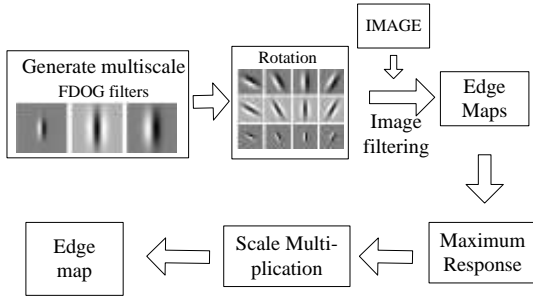 IMAGE
Generate multiscale
FDOG filters
Rotation
Image
filtering
Edge
Maps
Maximum
Response
Scale Multi-
plication
Edge
map